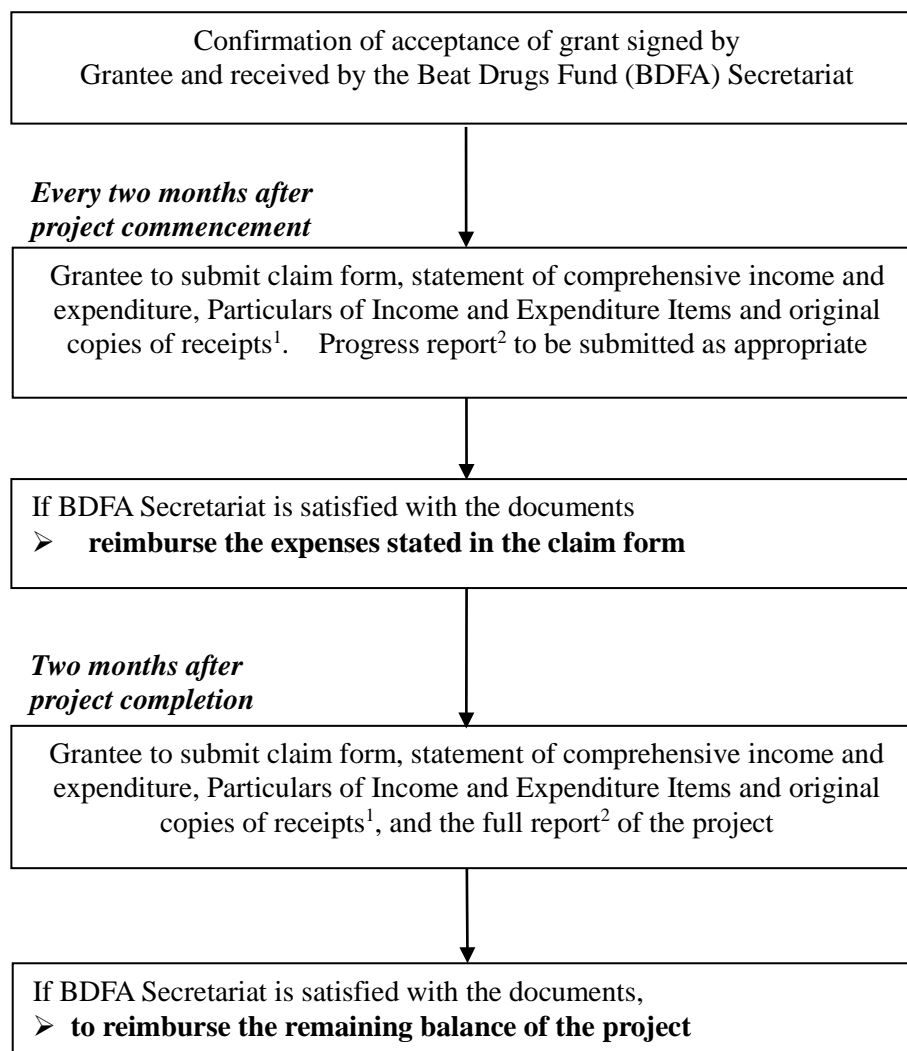 Confirmation of acceptance of grant signed by
Grantee and received by the Beat Drugs Fund (BDFA) Secretariat
Every two months after
project commencement
Grantee to submit claim form, statement of comprehensive income and
expenditure, Particulars of Income and Expenditure Items and original
copies of receipts¹. Progress report² to be submitted as appropriate
If BDFA Secretariat is satisfied with the documents
➢ reimburse the expenses stated in the claim form
Two months after
project completion
Grantee to submit claim form, statement of comprehensive income and
expenditure, Particulars of Income and Expenditure Items and original
copies of receipts¹, and the full report² of the project
If BDFA Secretariat is satisfied with the documents,
➢ to reimburse the remaining balance of the project